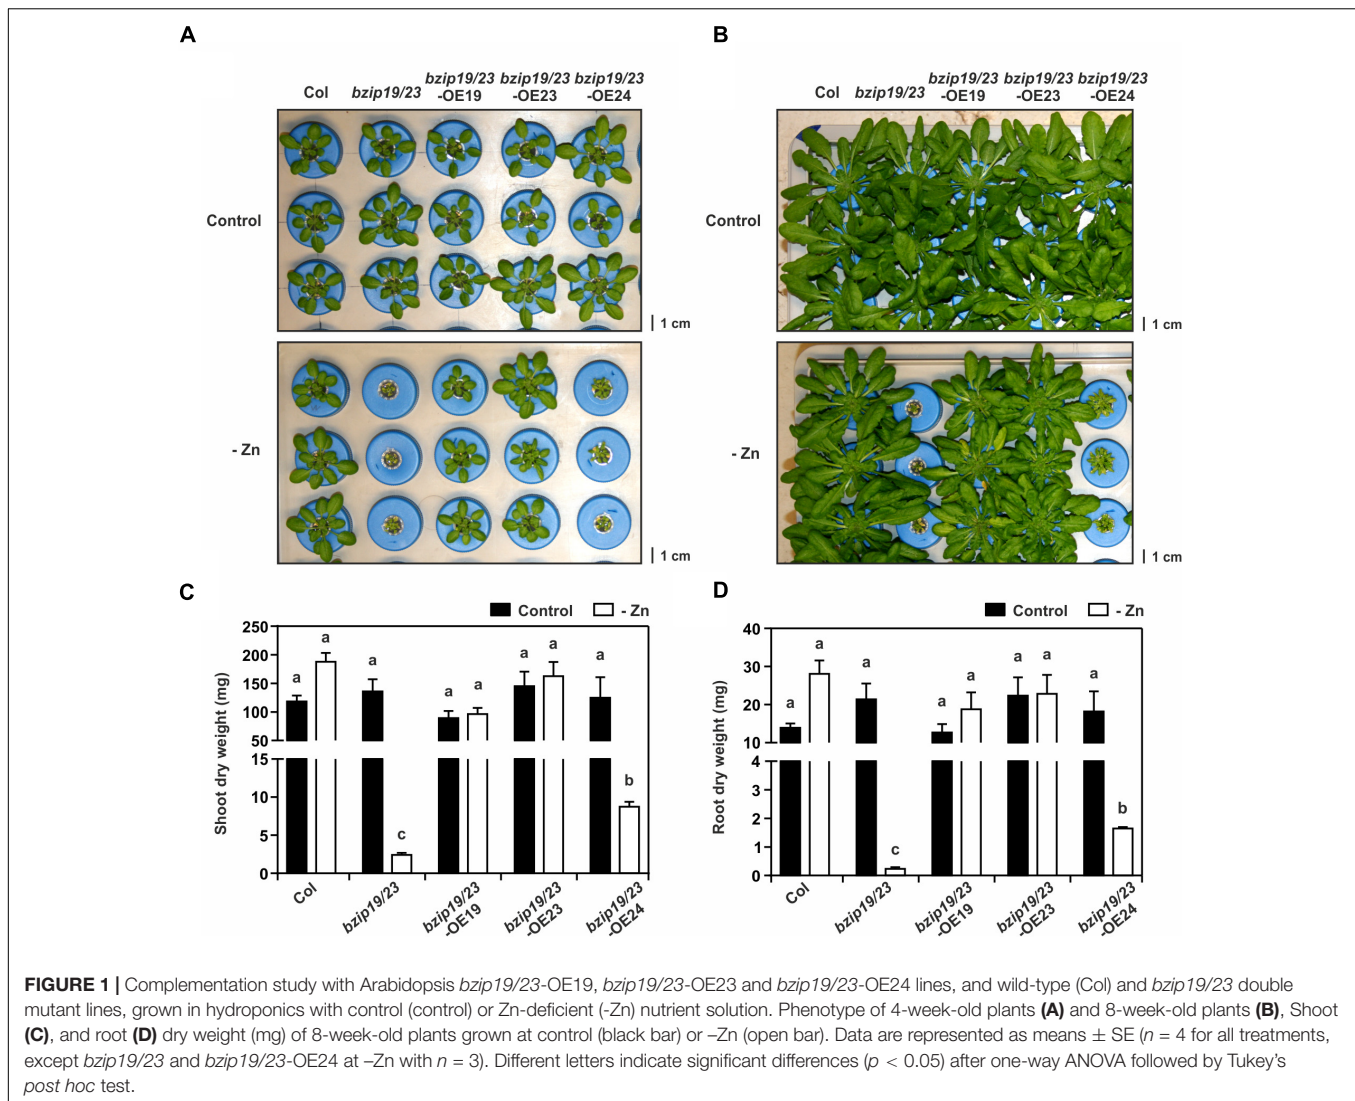 A
Col
bzip19/23
bzip19/23
-OE19
bzip19/23
-OE23
bzip19/23
-OE24
Control
1 cm
- Zn
1 cm
B
Col
bzip19/23
bzip19/23
-OE19
bzip19/23
-OE23
bzip19/23
-OE24
Control
1 cm
- Zn
1 cm
C
Control
- Zn
Shoot dry weight (mg)
250
200
150
100
50
15
10
5
0
a
a
a
c
a
a
a
a
a
b
Col
bzip19/23
bzip19/23
-OE19
bzip19/23
-OE23
bzip19/23
-OE24
D
Control
- Zn
Root dry weight (mg)
40
30
20
10
4
3
2
1
0
a
a
a
c
a
a
a
a
a
b
Col
bzip19/23
bzip19/23
-OE19
bzip19/23
-OE23
bzip19/23
-OE24
FIGURE 1 | Complementation study with Arabidopsis bzip19/23-OE19, bzip19/23-OE23 and bzip19/23-OE24 lines, and wild-type (Col) and bzip19/23 double
mutant lines, grown in hydroponics with control (control) or Zn-deficient (-Zn) nutrient solution. Phenotype of 4-week-old plants (A) and 8-week-old plants (B), Shoot
(C), and root (D) dry weight (mg) of 8-week-old plants grown at control (black bar) or –Zn (open bar). Data are represented as means ± SE (n = 4 for all treatments,
except bzip19/23 and bzip19/23-OE24 at –Zn with n = 3). Different letters indicate significant differences (p < 0.05) after one-way ANOVA followed by Tukey's
post hoc test.